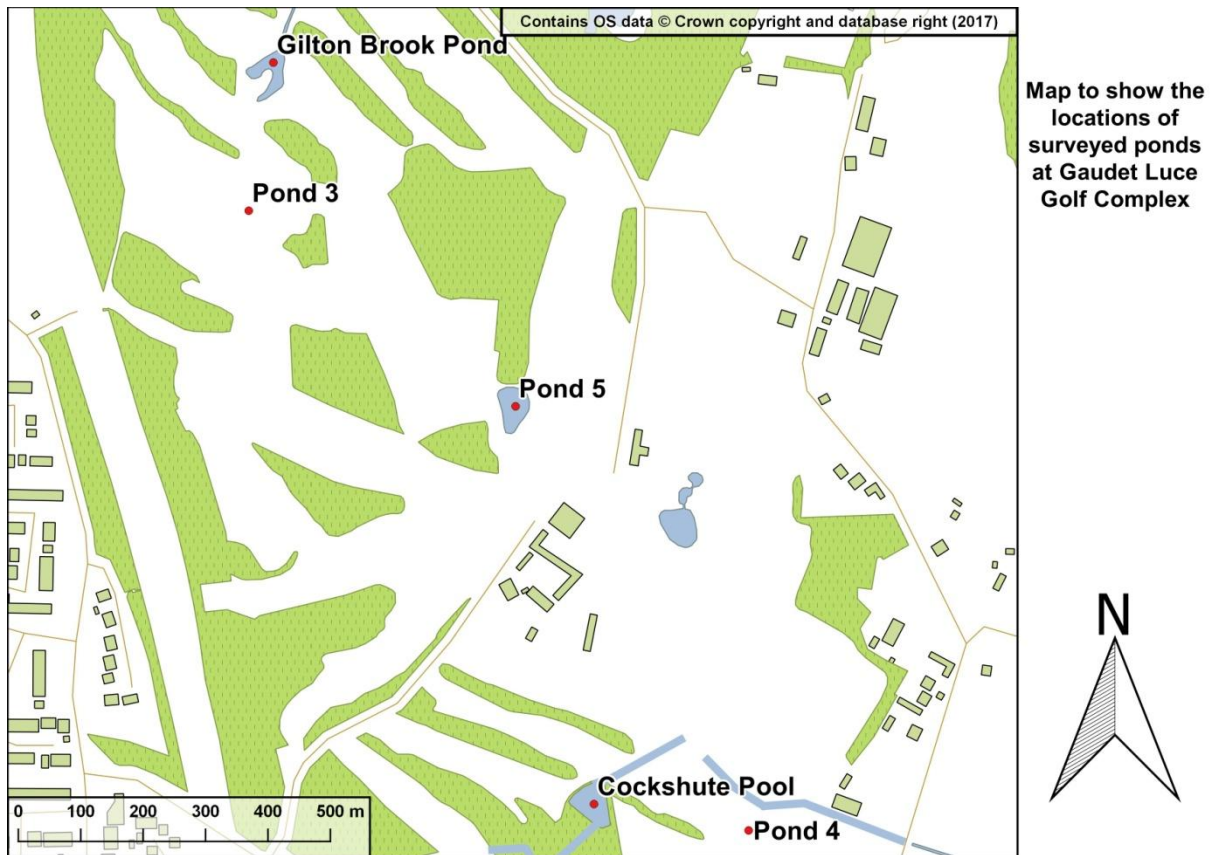 Contains OS data © Crown copyright and database right (2017)
Gilton Brook Pond
Map to show the
locations of
surveyed ponds
at Gaudet Luce
Golf Complex
Pond 3
Pond 5
N
Cockshute Pool
Pond 4
0 100 200 300 400 500 m